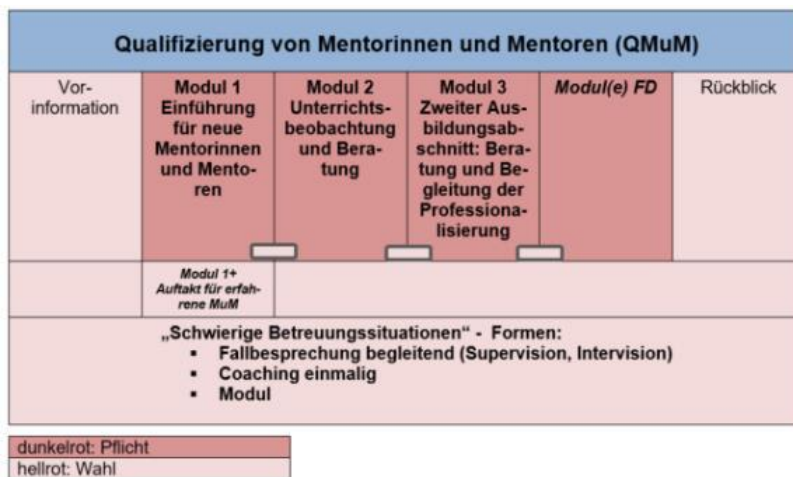 Qualifizierung von Mentorinnen und Mentoren (QMuM)
Vor-
information
Modul 1
Einführung
für neue
Mentorinnen
und Mento-
ren
Modul 2
Unterrichts-
beobachtung
und Bera-
tung
Modul 3
Zweiter Aus-
bildungsab-
schnitt: Bera-
tung und Be-
gleitung der
Professiona-
lisierung
Modul(e) FD
Rückblick
Modul 1+
Auftakt für erfah-
rene MuM
„Schwierige Betreuungssituationen“ - Formen:
▪ Fallbesprechung begleitend (Supervision, Intervision)
▪ Coaching einmalig
▪ Modul
dunkelrot: Pflicht
hellrot: Wahl